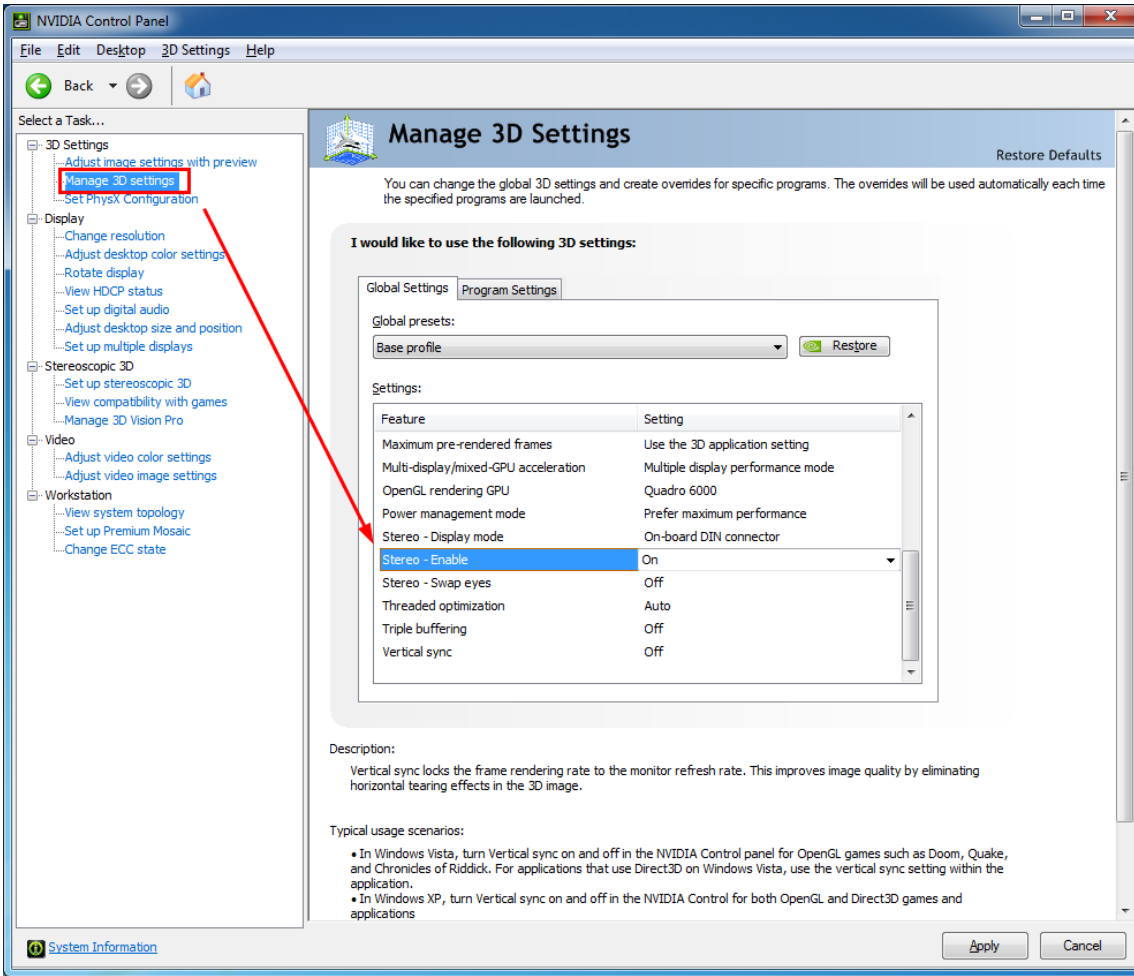 NVIDIA Control Panel
File Edit Desktop 3D Settings Help
Back
Select a Task...
3D Settings
Adjust image settings with preview
Manage 3D settings
Set PhysX Configuration
Display
Change resolution
Adjust desktop color settings
Rotate display
View HDCP status
Set up digital audio
Adjust desktop size and position
Set up multiple displays
Stereoscopic 3D
Set up stereoscopic 3D
View compatibility with games
Manage 3D Vision Pro
Video
Adjust video color settings
Adjust video image settings
Workstation
View system topology
Set up Premium Mosaic
Change ECC state
System Information
Manage 3D Settings
Restore Defaults
You can change the global 3D settings and create overrides for specific programs. The overrides will be used automatically each time
the specified programs are launched.
I would like to use the following 3D settings:
Global Settings Program Settings
Global presets:
Base profile Restore
Settings:
Feature Setting
Maximum pre-rendered frames Use the 3D application setting
Multi-display/mixed-GPU acceleration Multiple display performance mode
OpenGL rendering GPU Quadro 6000
Power management mode Prefer maximum performance
Stereo - Display mode On-board DIN connector
Stereo - Enable On
Stereo - Swap eyes Off
Threaded optimization Auto
Triple buffering Off
Vertical sync Off
Description:
Vertical sync locks the frame rendering rate to the monitor refresh rate. This improves image quality by eliminating
horizontal tearing effects in the 3D image.
Typical usage scenarios:
• In Windows Vista, turn Vertical sync on and off in the NVIDIA Control panel for OpenGL games such as Doom, Quake,
and Chronicles of Riddick. For applications that use Direct3D on Windows Vista, use the vertical sync setting within the
application.
• In Windows XP, turn Vertical sync on and off in the NVIDIA Control for both OpenGL and Direct3D games and
applications
Apply Cancel